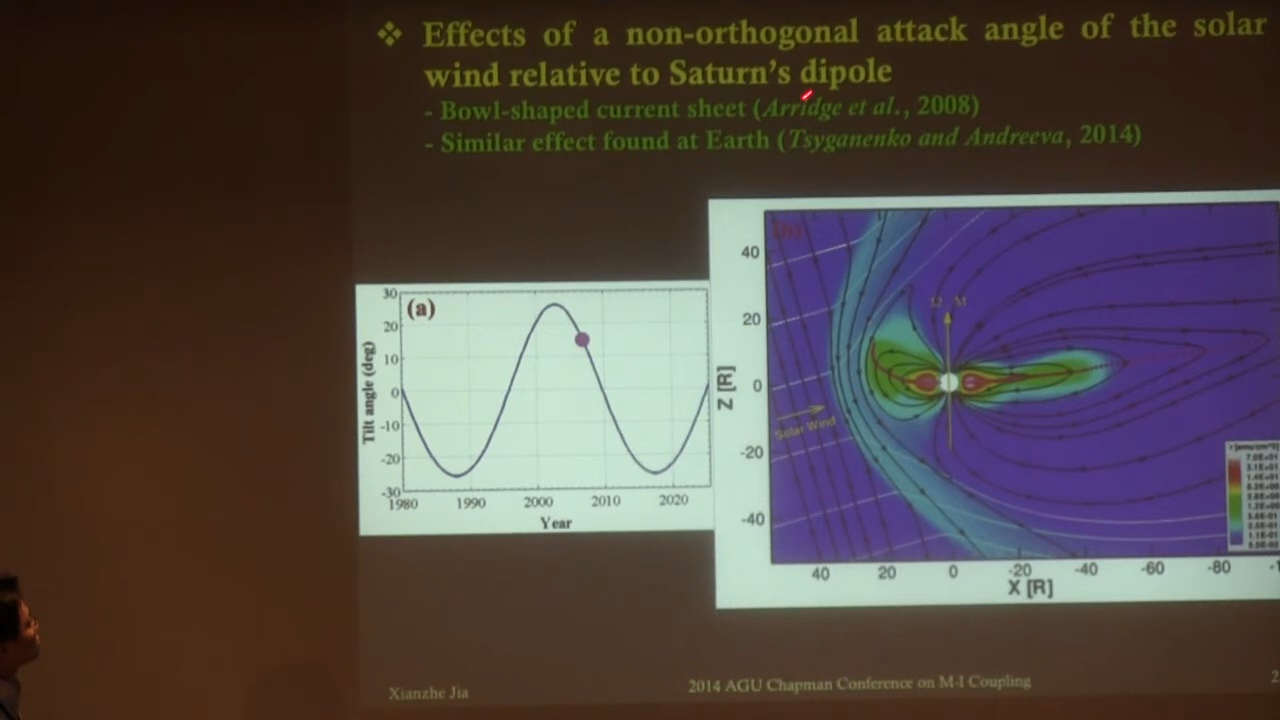 ❖ Effects of a non-orthogonal attack angle of the solar
wind relative to Saturn's dipole
- Bowl-shaped current sheet (Arridge et al., 2008)
- Similar effect found at Earth (Tsyganenko and Andreeva, 2014)
(a)
30
20
10
0
-10
-20
-30
Tilt angle (deg)
1980 1990 2000 2010 2020
Year
(b)
40
20
0
-20
-40
Z [R]
Ω M
Solar Wind
40 20 0 -20 -40 -60 -80
X [R]
Xianzhe Jia
2014 AGU Chapman Conference on M-I Coupling